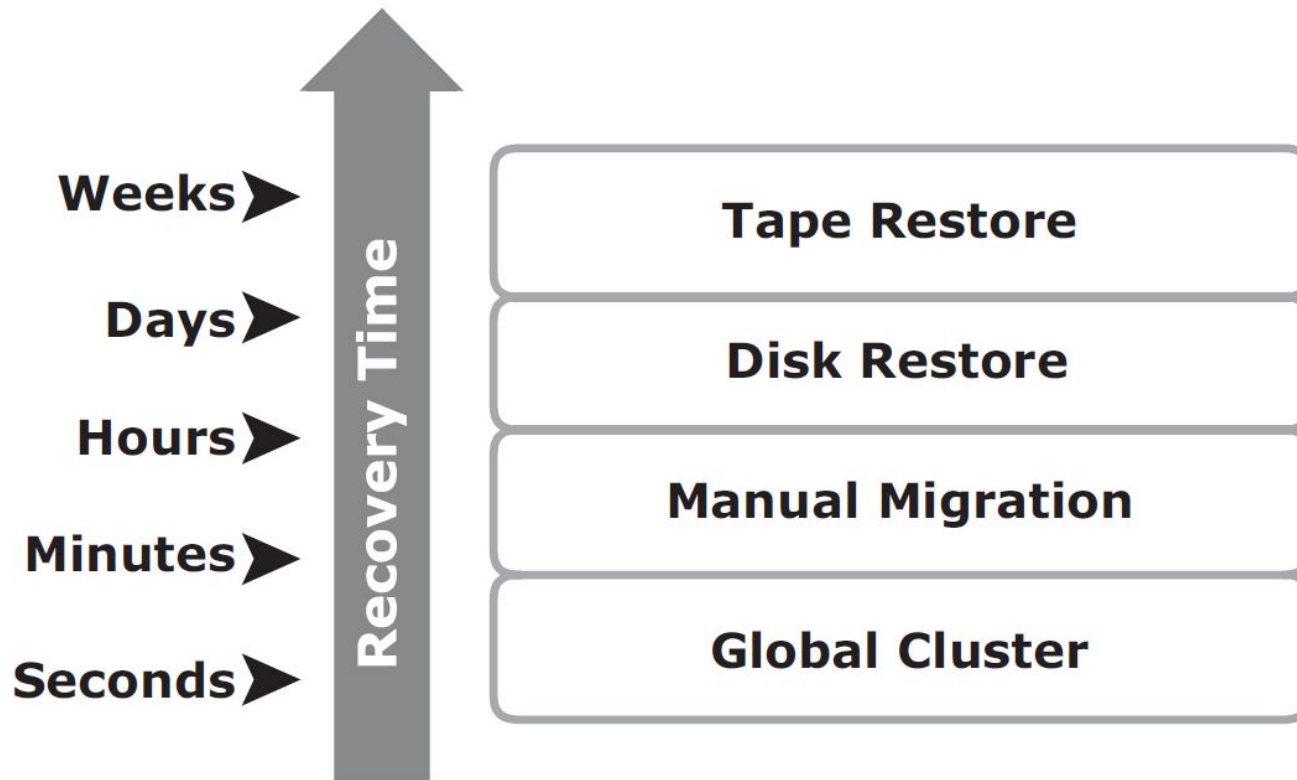 Weeks
Days
Hours
Minutes
Seconds
Recovery Time
Tape Restore
Disk Restore
Manual Migration
Global Cluster